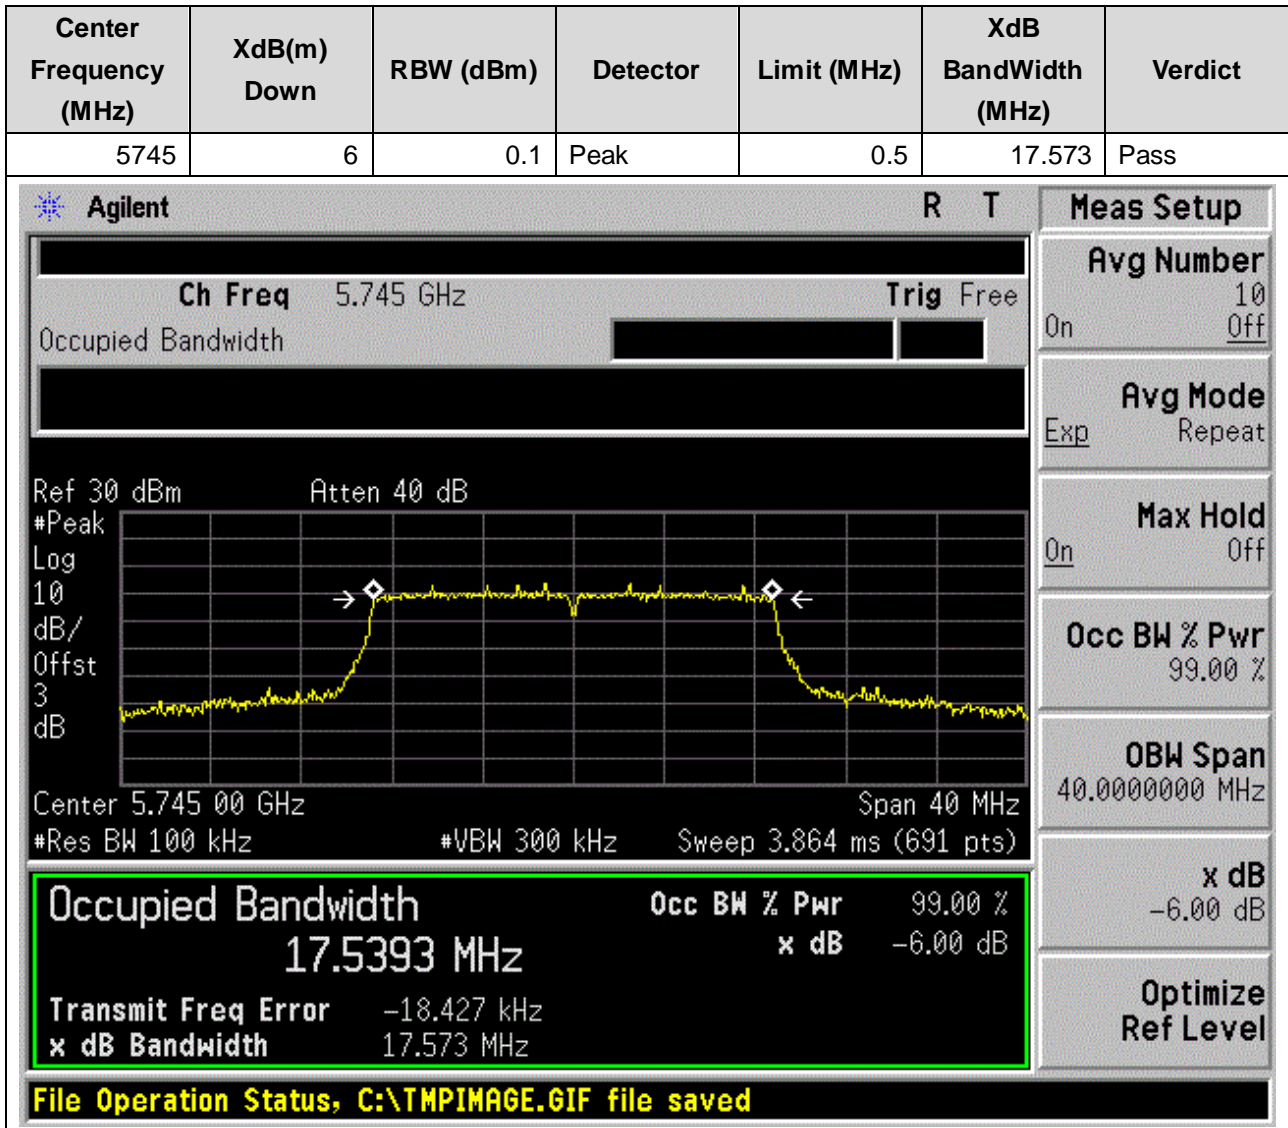 Center Frequency (MHz)
XdB(m) Down
RBW (dBm)
Detector
Limit (MHz)
XdB BandWidth (MHz)
Verdict
5745 6 0.1 Peak 0.5 17.573 Pass
Agilent R T
Ch Freq 5.745 GHz Trig Free
Occupied Bandwidth
Ref 30 dBm Atten 40 dB
#Peak
Log
10
dB/
Offst
3
dB
Center 5.745 00 GHz Span 40 MHz
#Res BW 100 kHz #VBW 300 kHz Sweep 3.864 ms (691 pts)
Occupied Bandwidth
17.5393 MHz
Occ BW % Pwr 99.00 %
x dB -6.00 dB
Transmit Freq Error -18.427 kHz
x dB Bandwidth 17.573 MHz
File Operation Status, C:\TMPIMAGE.GIF file saved
Meas Setup
Avg Number
10
On Off
Avg Mode
Exp Repeat
Max Hold
On Off
Occ BW % Pwr
99.00 %
OBW Span
40.0000000 MHz
x dB
-6.00 dB
Optimize
Ref Level